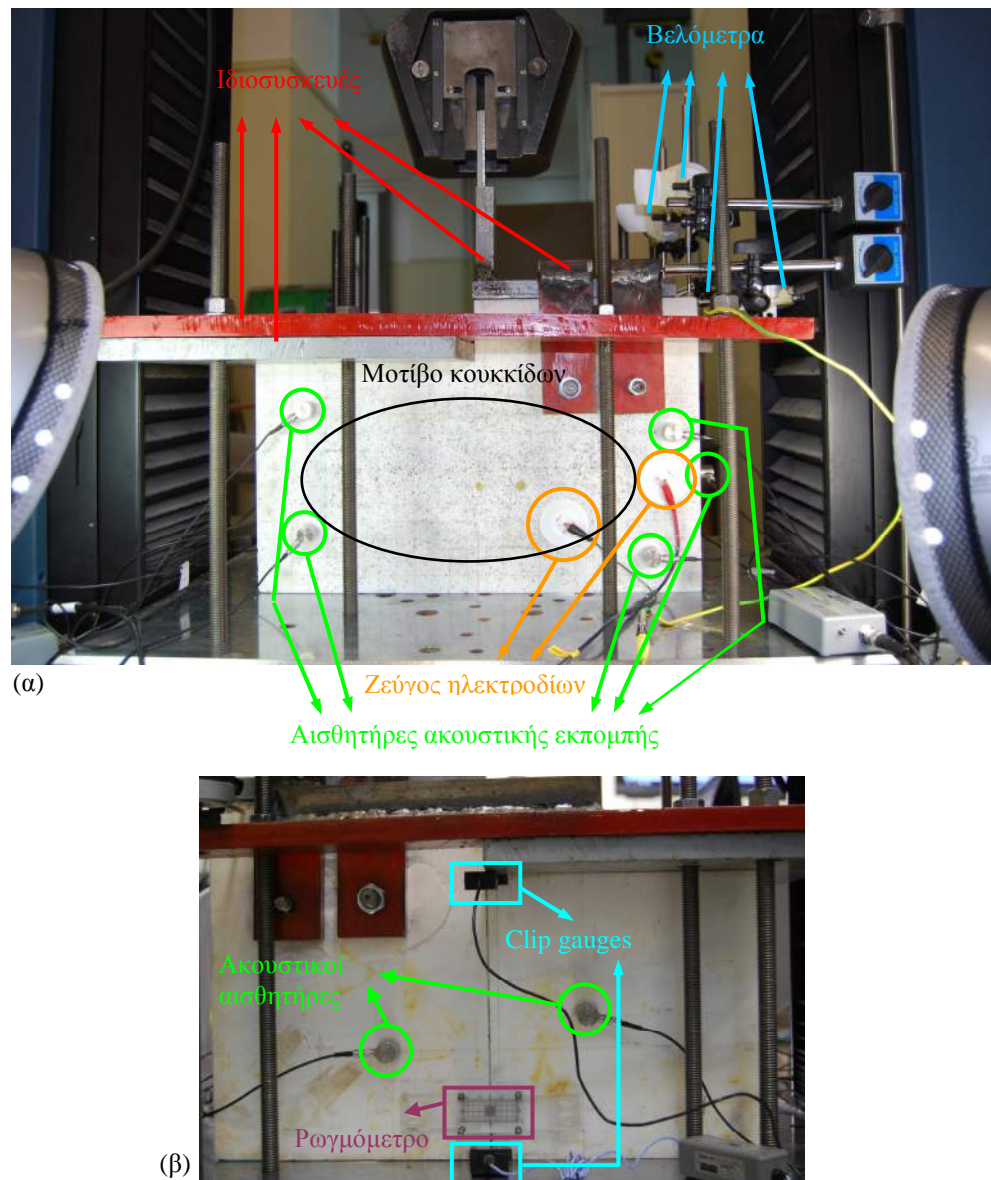 Βελόμετρα
Ιδιοσυσκευές
Μοτίβο κουκκίδων
(α)
Ζεύγος ηλεκτροδίων
Αισθητήρες ακουστικής εκπομπής
Clip gauges
Ακουστικοί
αισθητήρες
Ρωγμόμετρο
(β)